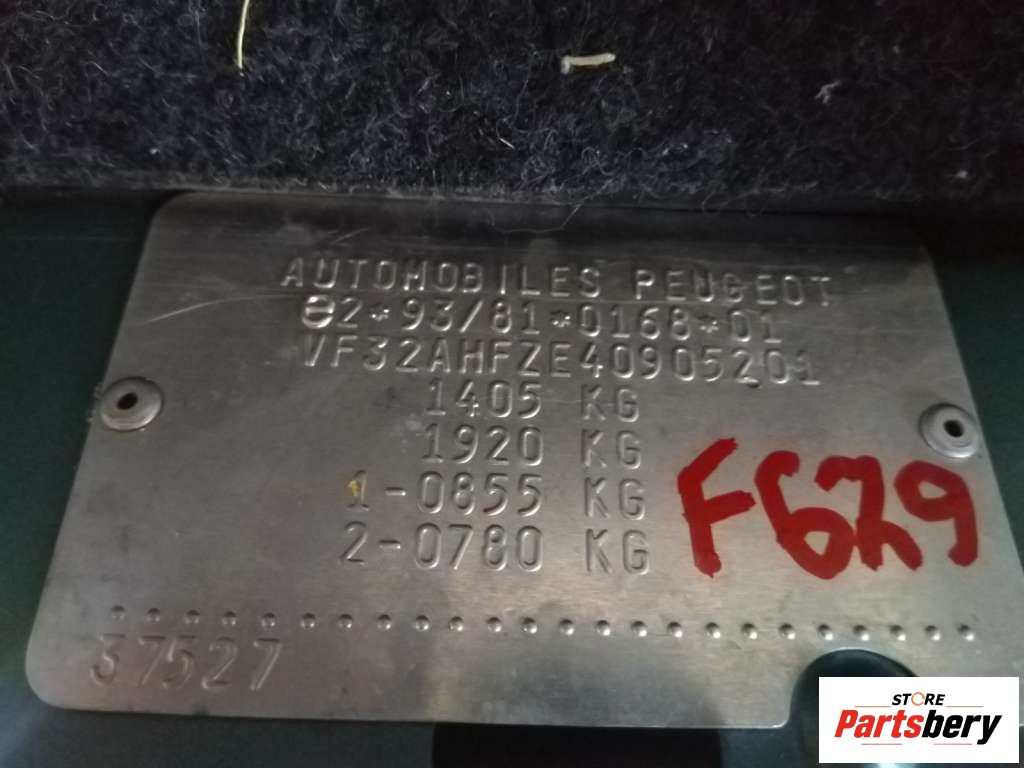 AUTOMOBILES PEUGEOT
e2*93/81*0168*01
VF32AHFZE40905201
1405 KG
1920 KG
1-0855 KG
2-0780 KG
F629
37527
STORE
Partsbery